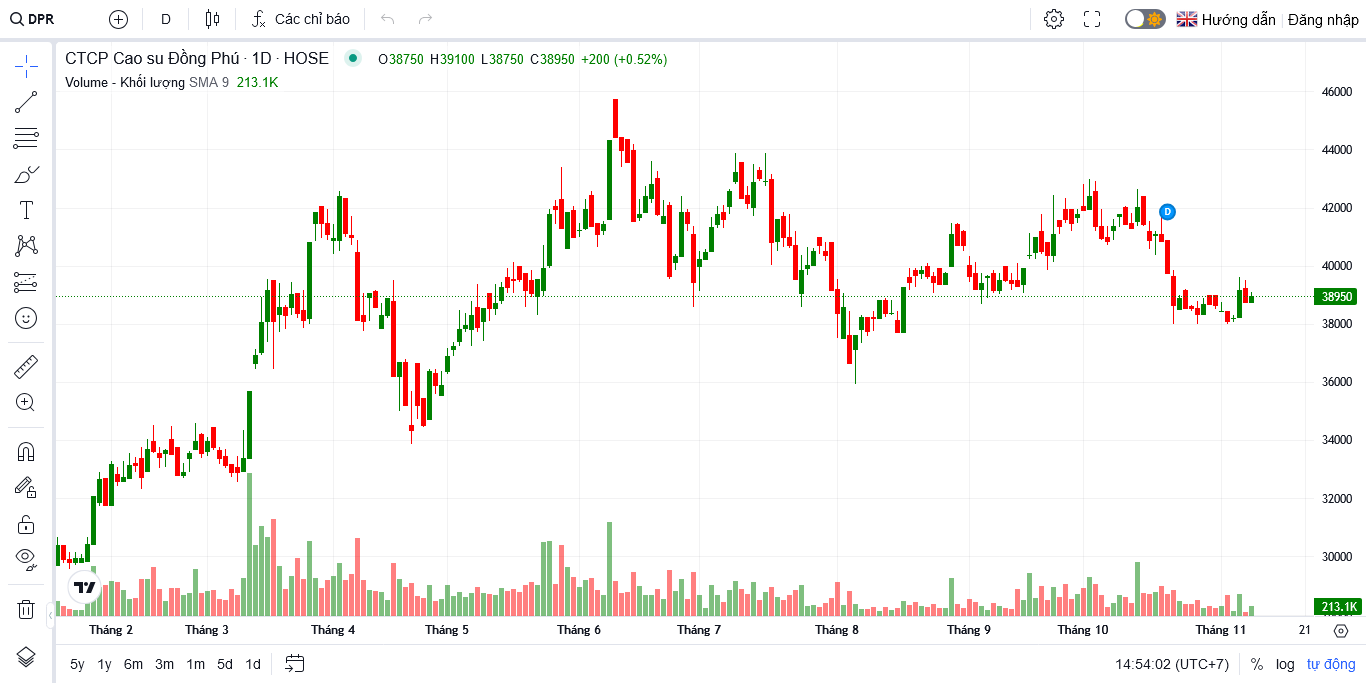 DPR D Các chỉ báo Hướng dẫn Đăng nhập
CTCP Cao su Đồng Phú · 1D · HOSE O38750 H39100 L38750 C38950 +200 (+0.52%)
Volume - Khối lượng SMA 9 213.1K
46000
44000
42000
D
40000
38950
38000
36000
34000
32000
30000
213.1K
Tháng 2 Tháng 3 Tháng 4 Tháng 5 Tháng 6 Tháng 7 Tháng 8 Tháng 9 Tháng 10 Tháng 11 21
5y 1y 6m 3m 1m 5d 1d 14:54:02 (UTC+7) % log tự động